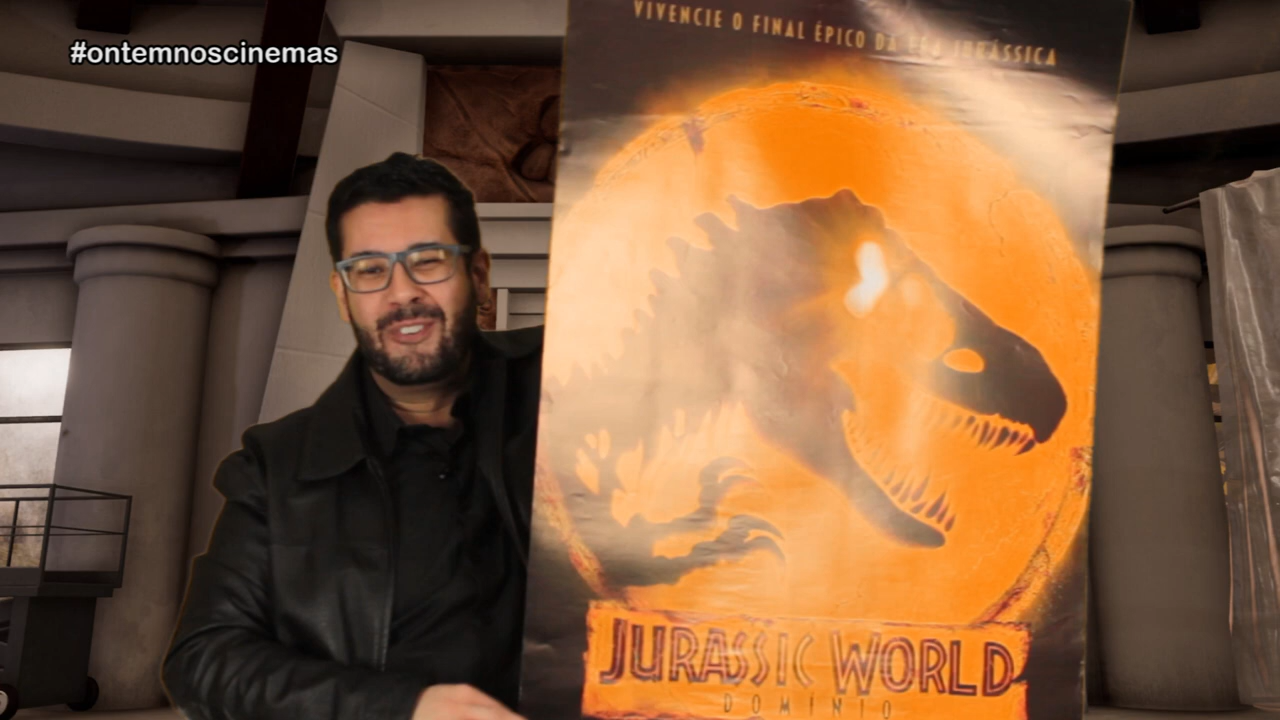 #ontemnoscinemas
VIVENCIE O FINAL ÉPICO DA ERA JURÁSSICA
JURASSIC WORLD
DOMÍNIO